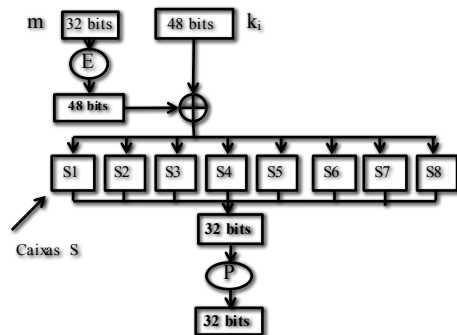 m 32 bits 48 bits kᵢ
E
48 bits
S1 S2 S3 S4 S5 S6 S7 S8
32 bits
Caixas S
P
32 bits